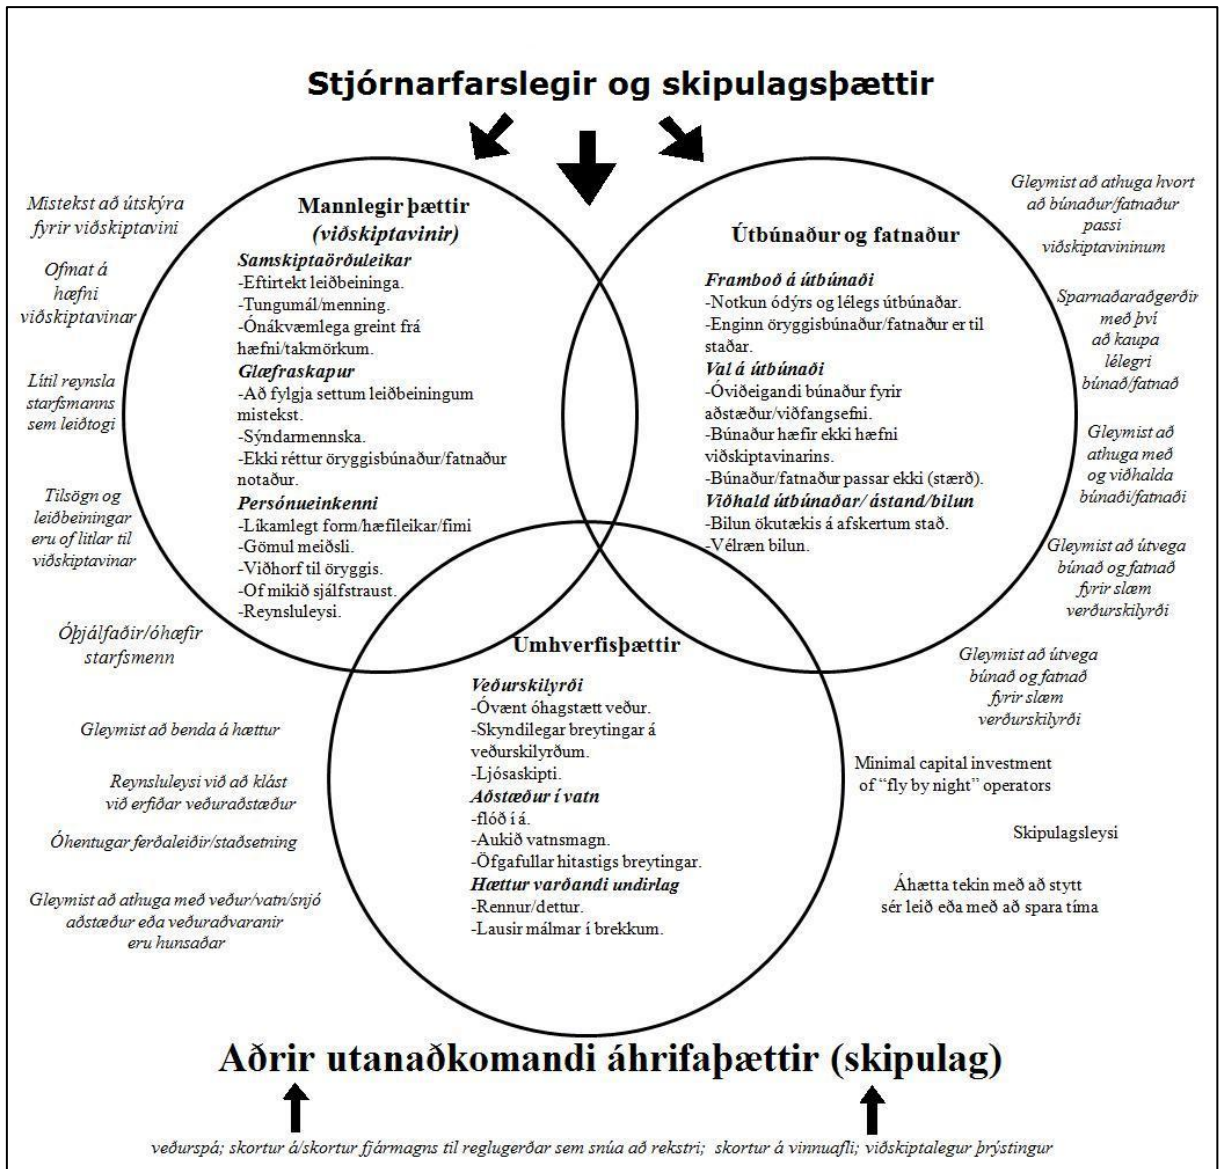 Stjórnarfarslegir og skipulagsþættir
Mistekst að útskýra
fyrir viðskiptavini
Ofmat á
hæfni
viðskiptavinar
Lítil reynsla
starfsmanns
sem leiðtogi
Tilsögn og
leiðbeiningar
eru of litlar til
viðskiptavinar
Óþjálfaðir/óhæfir
starfsmenn
Gleymist að benda á hættur
Reynsluleysi við að klást
við erfiðar veðuraðstæður
Óhentugar ferðaleiðir/staðsetning
Gleymist að athuga með veður/vatn/snjó
aðstæður eða veðuraðvaranir
eru hunsaðar
Mannlegir þættir
(viðskiptavinir)
Samskiptaörðuleikar
-Eftirtekt leiðbeininga.
-Tungumál/menning.
-Ónákvæmlega greint frá
hæfni/takmörkum.
Glæfraskapur
-Að fylgja settum leiðbeiningum
mistekst.
-Sýndarmennska.
-Ekki réttur öryggisbúnaður/fatnaður
notaður.
Persónueinkenni
-Líkamlegt form/hæfileikar/fimi
-Gömul meiðsli.
-Viðhorf til öryggis.
-Of mikið sjálfstraust.
-Reynsluleysi.
Útbúnaður og fatnaður
Framboð á útbúnaði
-Notkun ódýrs og lélegs útbúnaðar.
-Enginn öryggisbúnaður/fatnaður er til
staðar.
Val á útbúnaði
-Óviðeigandi búnaður fyrir
aðstæður/viðfangsefni.
-Búnaður hæfir ekki hæfni
viðskiptavinarins.
-Búnaður/fatnaður passar ekki (stærð).
Viðhald útbúnaðar/ ástand/bilun
-Bilun ökutækis á afskertum stað.
-Vélræn bilun.
Umhverfisþættir
Veðurskilyrði
-Óvænt óhagstætt veður.
-Skyndilegar breytingar á
veðurskilyrðum.
-Ljósaskipti.
Aðstæður í vatn
-flóð í á.
-Aukið vatnsmagn.
-Öfgafullar hitastigs breytingar.
Hættur varðandi undirlag
-Rennur/dettur.
-Lausir málmar í brekkum.
Gleymist að athuga hvort
að búnaður/fatnaður
passi
viðskiptavininum
Sparnaðaraðgerðir
með því
að kaupa
lélegri
búnað/fatnað
Gleymist að
athuga með
og viðhalda
búnaði/fatnaði
Gleymist að útvega
búnað og fatnað
fyrir slæm
verðurskilyrði
Gleymist að útvega
búnað og fatnað
fyrir slæm
verðurskilyrði
Minimal capital investment
of “fly by night” operators
Skipulagsleysi
Áhætta tekin með að stytt
sér leið eða með að spara tíma
Aðrir utanaðkomandi áhrifaþættir (skipulag)
veðurspá; skortur á/skortur fjármagns til reglugerðar sem snúa að rekstri; skortur á vinnuafli; viðskiptalegur þrýstingur